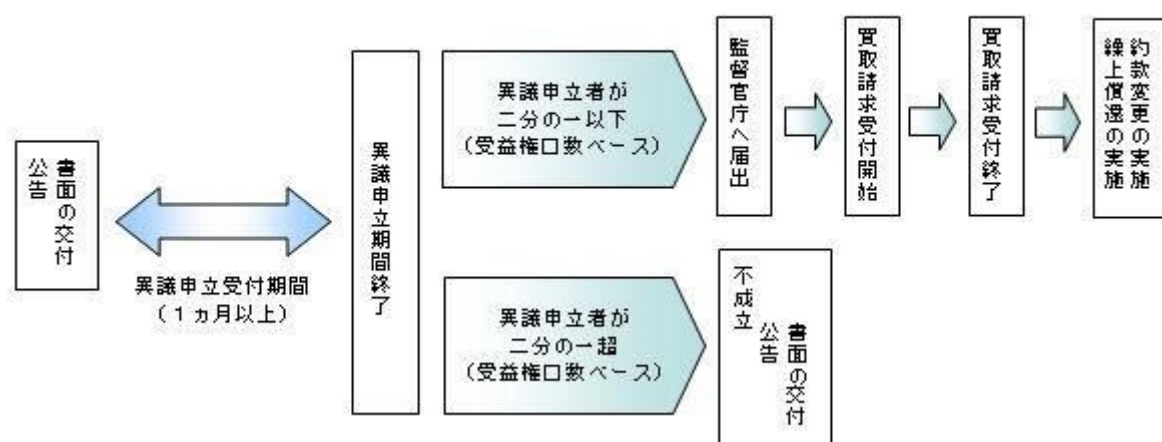 書面の交付
公告
異議申立受付期間
（１ヵ月以上）
異議申立期間終了
異議申立者が
二分の一以下
（受益権口数ベース）
監督官庁へ届出
買取請求受付開始
買取請求受付終了
約款変更の実施
繰上償還の実施
異議申立者が
二分の一超
（受益権口数ベース）
不成立
書面の交付
公告